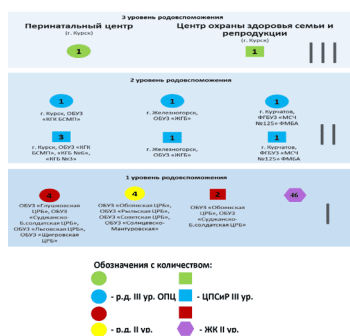 3 уровень родовспоможения
Перинатальный центр
(г. Курск)
Центр охраны здоровья семьи и
репродукции
(г. Курск)
1
1
III
2 уровень родовспоможения
1
г. Курск, ОБУЗ
«КГК БСМП»
1
г. Железногорск,
ОБУЗ «ЖГБ»
1
г. Курчатов,
ФГБУЗ «МСЧ
№125» ФМБА
3
г. Курск, ОБУЗ «КГК
БСМП», «КГБ №6»,
«КГБ №3»
1
г. Железногорск,
ОБУЗ «ЖГБ»
1
г. Курчатов,
ФГБУЗ «МСЧ
№125» ФМБА
II
1 уровень родовспоможения
4
ОБУЗ «Глушковская
ЦРБ», ОБУЗ
«Суджанско-
Б.солдатская ЦРБ»,
ОБУЗ «Льговская ЦРБ»,
ОБУЗ «Щигровская
ЦРБ»
4
ОБУЗ «Обоянская ЦРБ»,
ОБУЗ «Рыльская ЦРБ»,
ОБУЗ «Советская ЦРБ»,
ОБУЗ «Солнцевско-
Мантуровская»
2
ОБУЗ «Обоянская
ЦРБ», ОБУЗ
«Суджанско-
Б.солдатская ЦРБ»
46
I
Обозначения с количеством:
- р.д. III ур. ОПЦ
- ЦПСиР III ур.
- р.д. II ур.
- ЖК II ур.